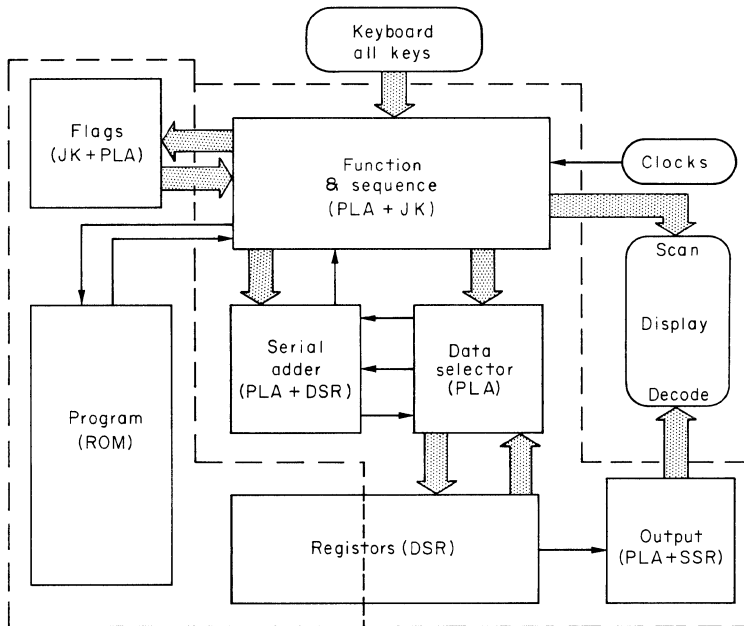 Keyboard
all keys
Flags
(JK+PLA)
Function
& sequence
(PLA + JK)
Clocks
Scan
Display
Decode
Serial
adder
(PLA + DSR)
Data
selector
(PLA)
Program
(ROM)
Registors (DSR)
Output
(PLA+SSR)